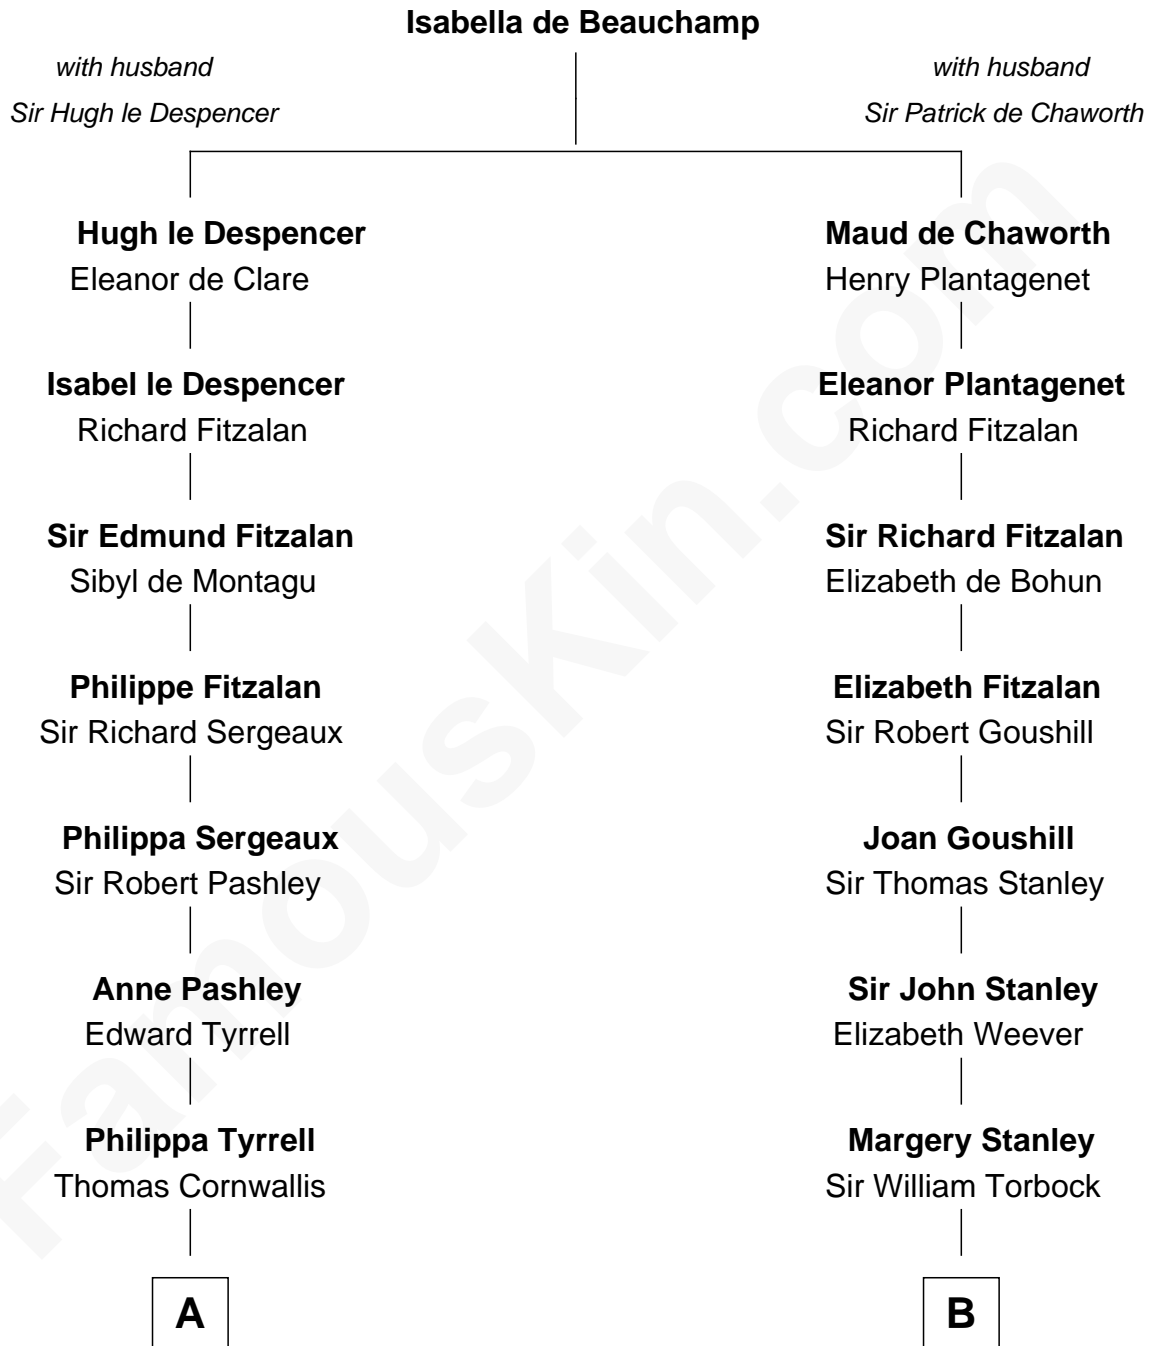 Isabella de Beauchamp
with husband
Sir Hugh le Despencer
with husband
Sir Patrick de Chaworth
Hugh le Despencer
Eleanor de Clare
Maud de Chaworth
Henry Plantagenet
Isabel le Despencer
Richard Fitzalan
Eleanor Plantagenet
Richard Fitzalan
Sir Edmund Fitzalan
Sibyl de Montagu
Sir Richard Fitzalan
Elizabeth de Bohun
Philippe Fitzalan
Sir Richard Sergeaux
Elizabeth Fitzalan
Sir Robert Goushill
Philippa Sergeaux
Sir Robert Pashley
Joan Goushill
Sir Thomas Stanley
Anne Pashley
Edward Tyrrell
Sir John Stanley
Elizabeth Weever
Philippa Tyrrell
Thomas Cornwallis
Margery Stanley
Sir William Torbock
A
B
FamousKin.com